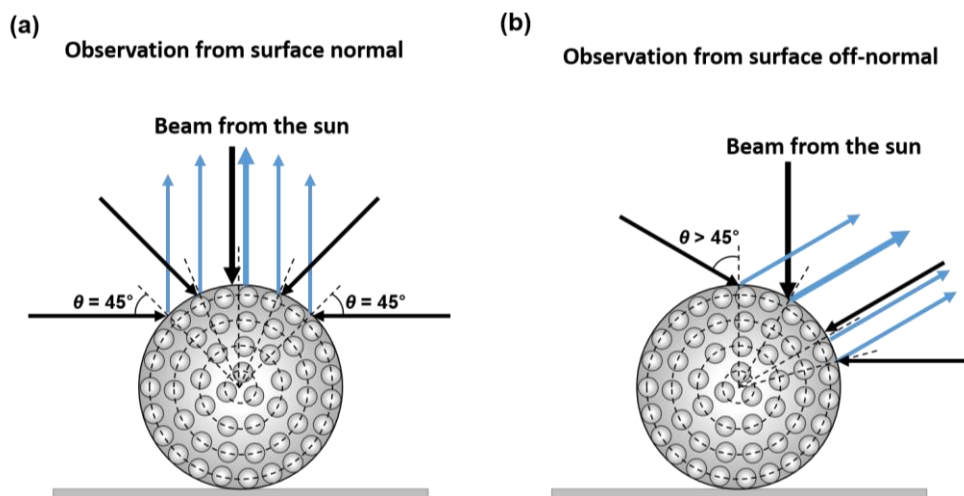 (a)
Observation from surface normal
Beam from the sun
θ = 45°
θ = 45°
(b)
Observation from surface off-normal
Beam from the sun
θ > 45°